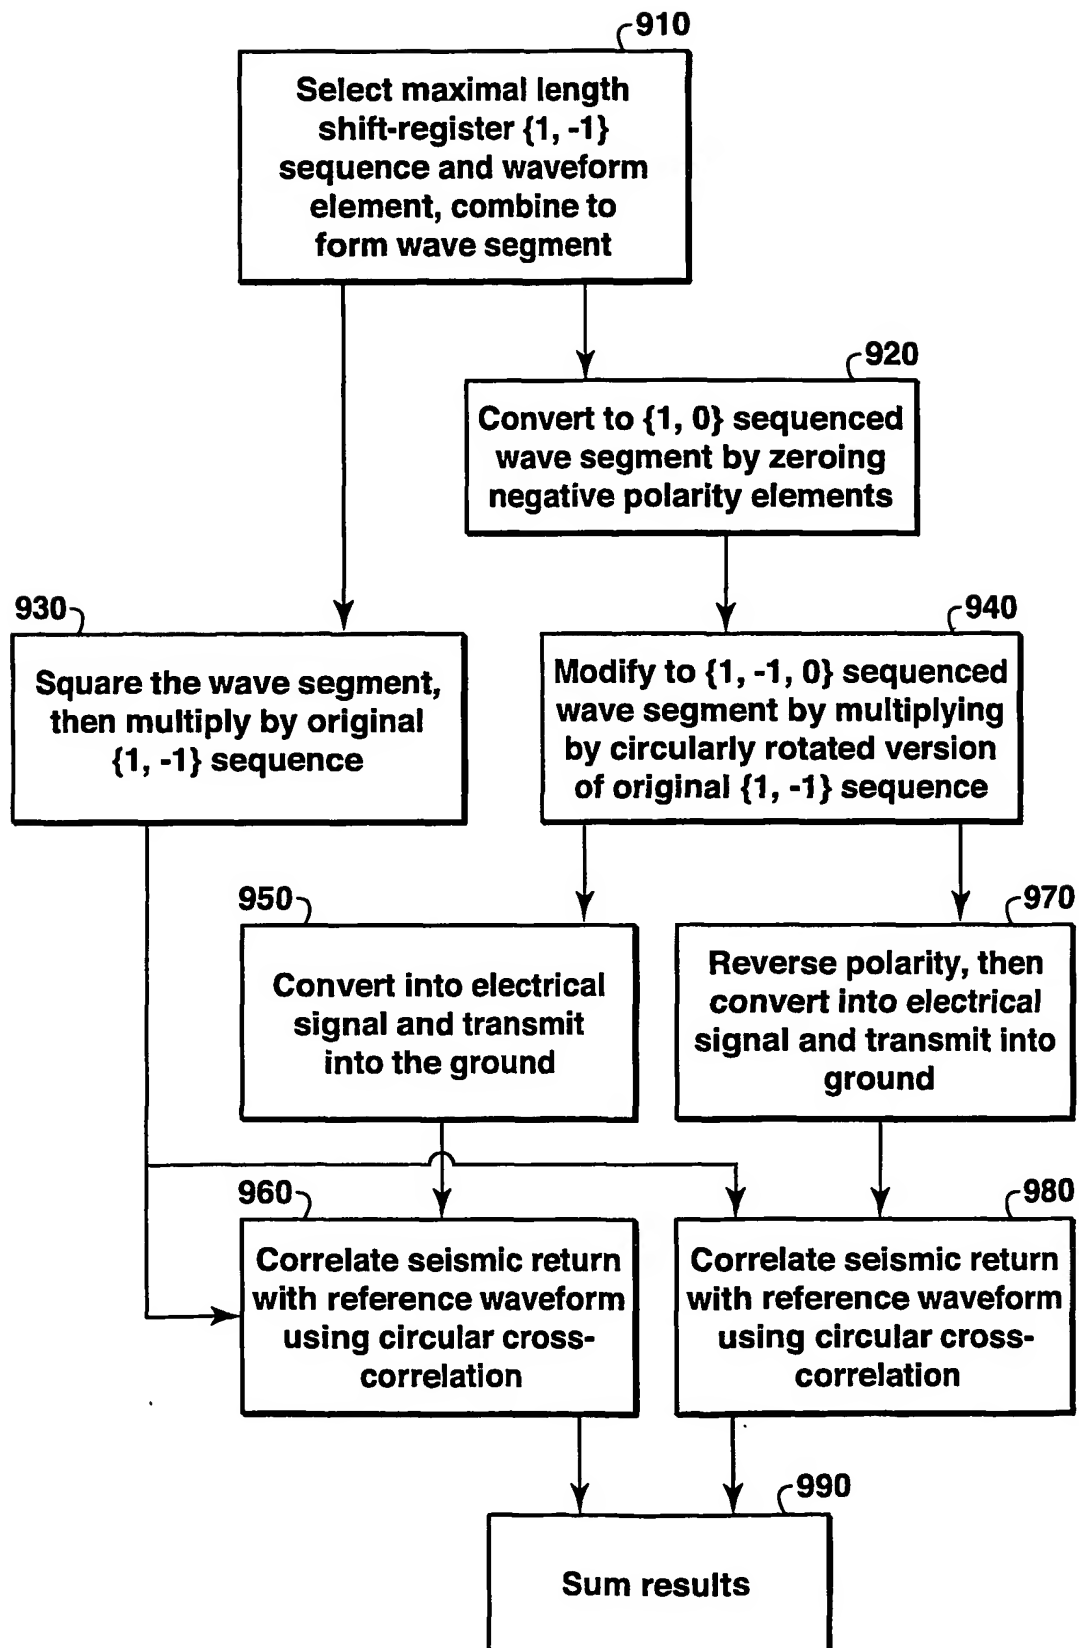 910
Select maximal length
shift-register {1, -1}
sequence and waveform
element, combine to
form wave segment
920
Convert to {1, 0} sequenced
wave segment by zeroing
negative polarity elements
930
Square the wave segment,
then multiply by original
{1, -1} sequence
940
Modify to {1, -1, 0} sequenced
wave segment by multiplying
by circularly rotated version
of original {1, -1} sequence
950
Convert into electrical
signal and transmit
into the ground
970
Reverse polarity, then
convert into electrical
signal and transmit into
ground
960
Correlate seismic return
with reference waveform
using circular cross-
correlation
980
Correlate seismic return
with reference waveform
using circular cross-
correlation
990
Sum results